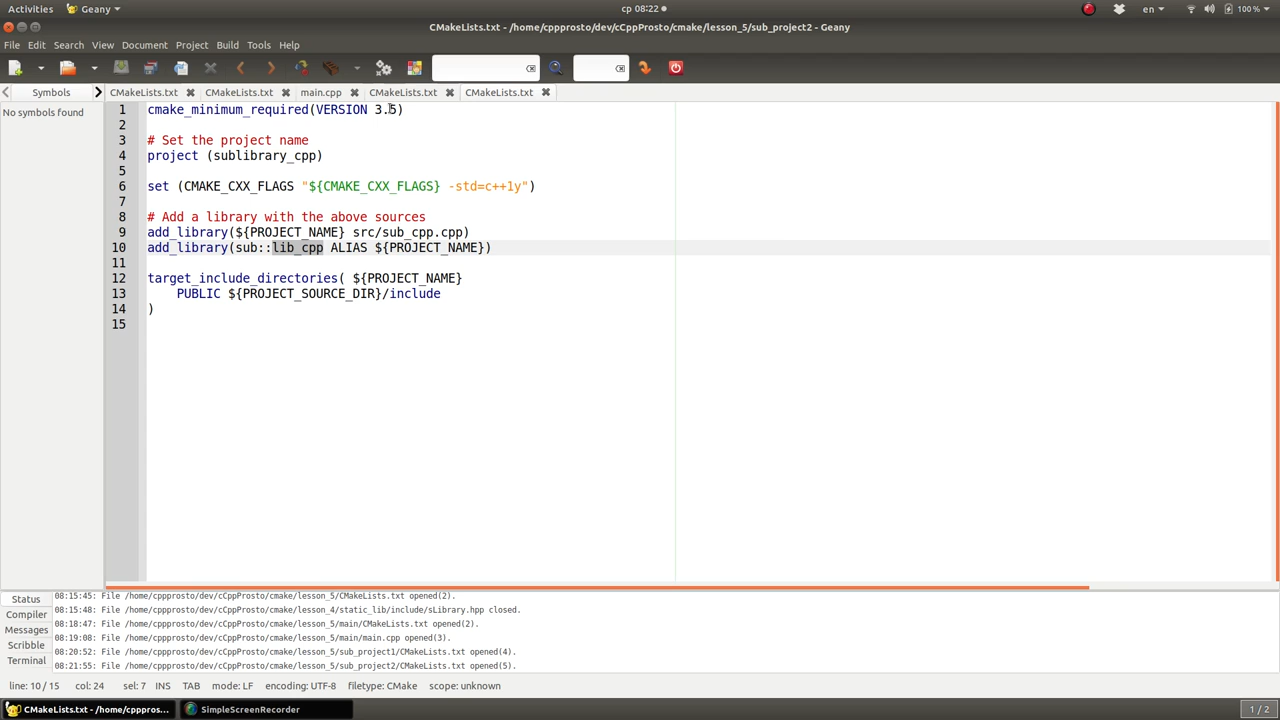 Activities Geany ср 08:22 en 100 %
CMakeLists.txt - /home/cppprosto/dev/cCppProsto/cmake/lesson_5/sub_project2 - Geany
File Edit Search View Document Project Build Tools Help
Symbols CMakeLists.txt CMakeLists.txt main.cpp CMakeLists.txt CMakeLists.txt
No symbols found
1 cmake_minimum_required(VERSION 3.5)
2
3 # Set the project name
4 project (sublibrary_cpp)
5
6 set (CMAKE_CXX_FLAGS "${CMAKE_CXX_FLAGS} -std=c++1y")
7
8 # Add a library with the above sources
9 add_library(${PROJECT_NAME} src/sub_cpp.cpp)
10 add_library(sub::lib_cpp ALIAS ${PROJECT_NAME})
11
12 target_include_directories( ${PROJECT_NAME}
13 PUBLIC ${PROJECT_SOURCE_DIR}/include
14 )
15
Status
Compiler
Messages
Scribble
Terminal
08:15:45: File /home/cppprosto/dev/cCppProsto/cmake/lesson_5/CMakeLists.txt opened(2).
08:15:48: File /home/cppprosto/dev/cCppProsto/cmake/lesson_4/static_lib/include/sLibrary.hpp closed.
08:18:47: File /home/cppprosto/dev/cCppProsto/cmake/lesson_5/main/CMakeLists.txt opened(2).
08:19:08: File /home/cppprosto/dev/cCppProsto/cmake/lesson_5/main/main.cpp opened(3).
08:20:52: File /home/cppprosto/dev/cCppProsto/cmake/lesson_5/sub_project1/CMakeLists.txt opened(4).
08:21:55: File /home/cppprosto/dev/cCppProsto/cmake/lesson_5/sub_project2/CMakeLists.txt opened(5).
line: 10 / 15 col: 24 sel: 7 INS TAB mode: LF encoding: UTF-8 filetype: CMake scope: unknown
CMakeLists.txt - /home/cpppros... SimpleScreenRecorder 1 / 2